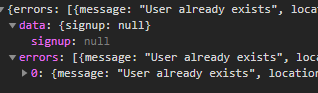 ▼{errors: [{message: "User already exists", locat
▼ data: {signup: null}
signup: null
▼ errors: [{message: "User already exists", locat
▶ 0: {message: "User already exists", location